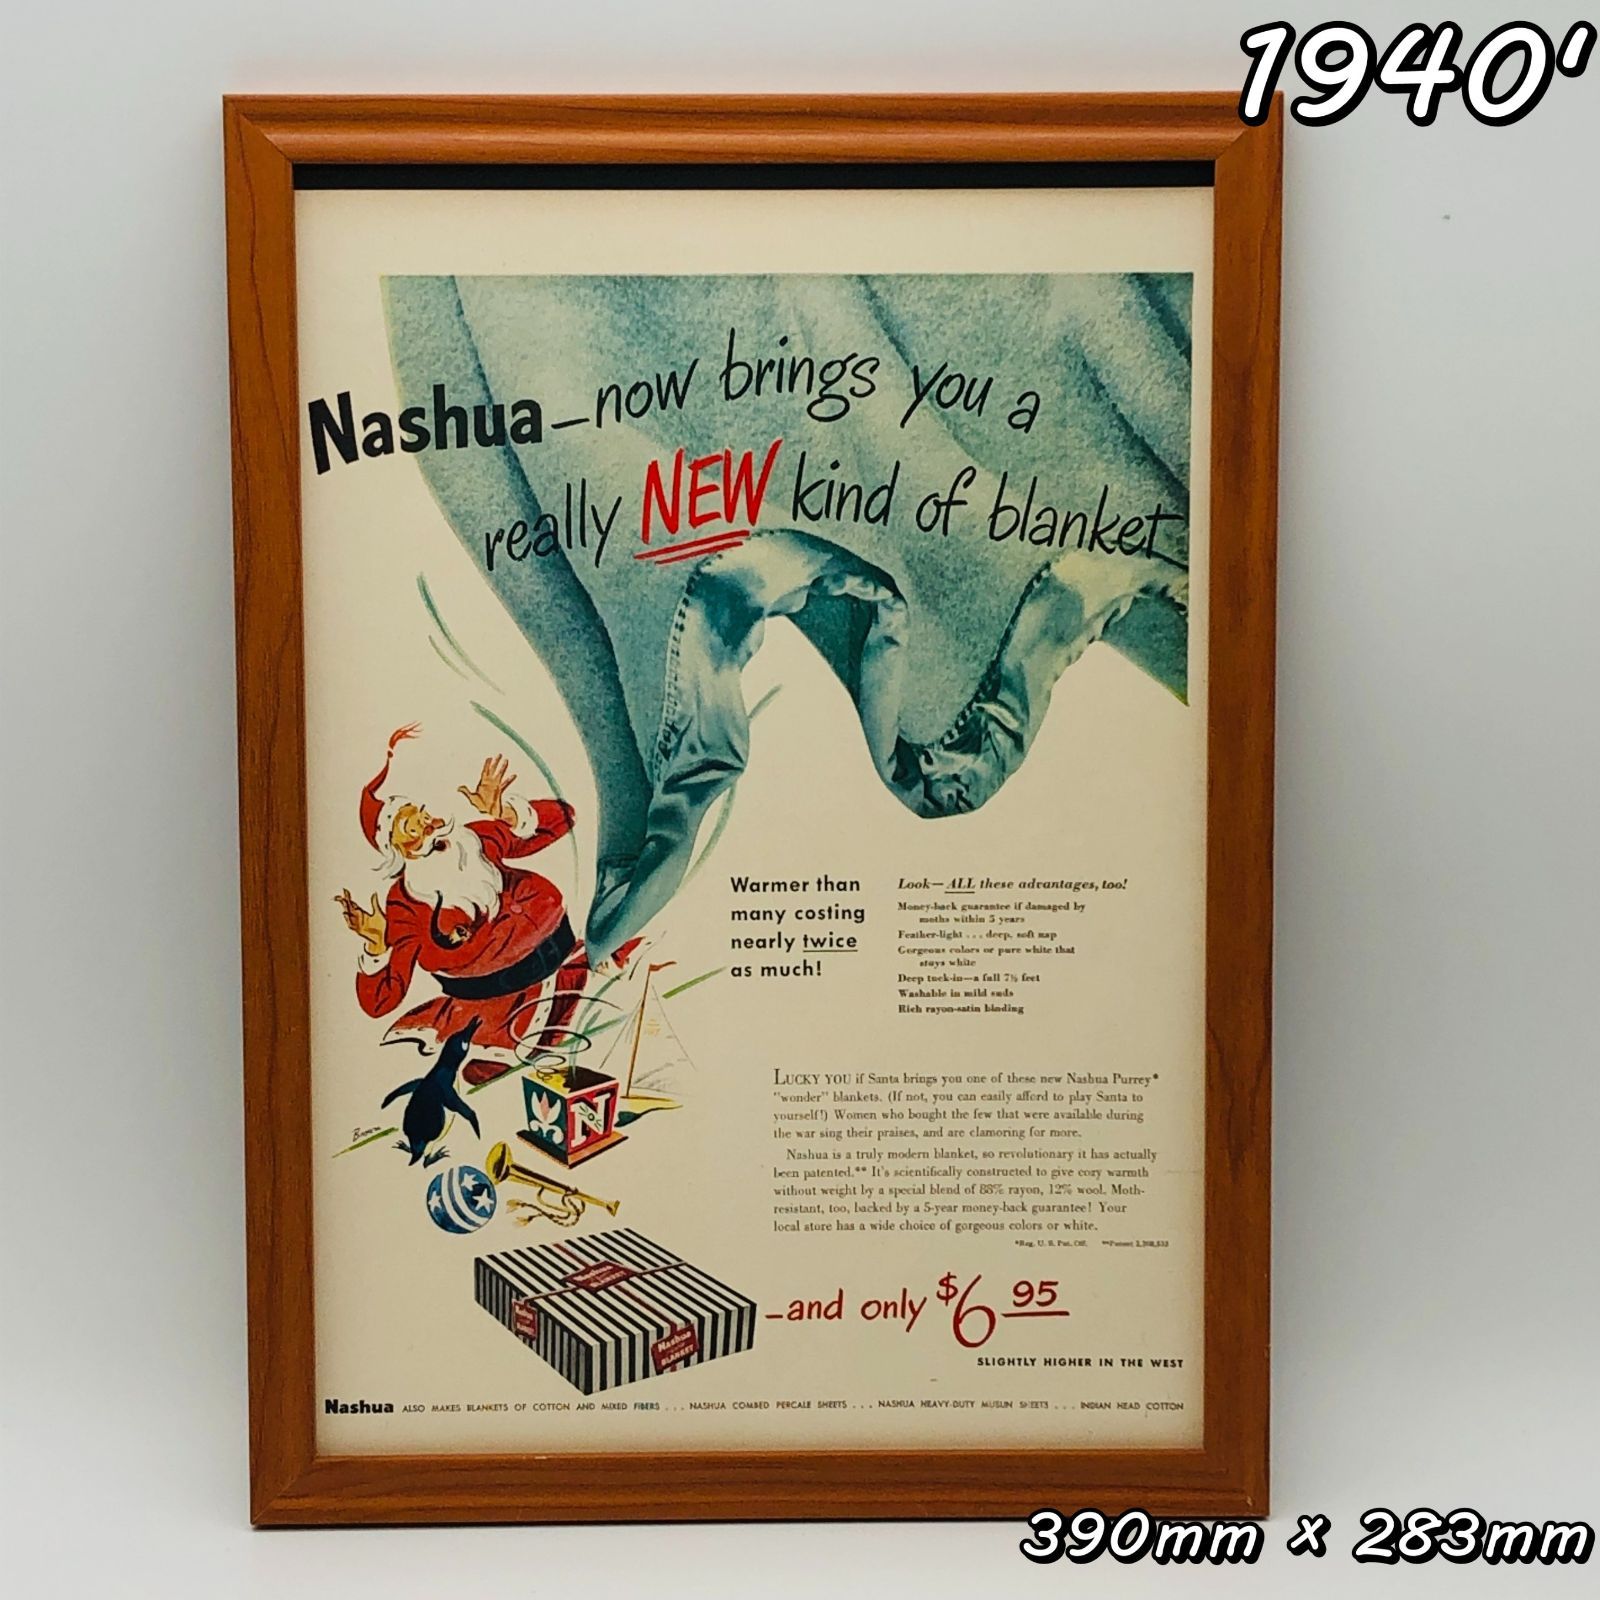 1940'
Nashua—now brings you a
really NEW kind of blanket
Warmer than
many costing
nearly twice
as much!
Look—ALL these advantages, too!
Money-back guarantee if damaged by
moths within 5 years
Feather-light . . . deep, soft nap
Gorgeous colors or pure white that
stays white
Deep tuck-in—a full 7½ feet
Washable in mild suds
Rich rayon-satin binding
LUCKY YOU if Santa brings you one of these new Nashua Purrey*
"wonder" blankets. (If not, you can easily afford to play Santa to
yourself!) Women who bought the few that were available during
the war sing their praises, and are clamoring for more.
Nashua is a truly modern blanket, so revolutionary it has actually
been patented.** It's scientifically constructed to give cozy warmth
without weight by a special blend of 88% rayon, 12% wool. Moth-
resistant, too, backed by a 5-year money-back guarantee! Your
local store has a wide choice of gorgeous colors or white.
*Reg. U. S. Pat. Off. **Patent
N
Nashua
BLANKET
Nashua
BLANKET
—and only $6 95
SLIGHTLY HIGHER IN THE WEST
Nashua ALSO MAKES BLANKETS OF COTTON AND MIXED FIBERS . . . NASHUA COMBED PERCALE SHEETS . . . NASHUA HEAVY-DUTY MUSLIN SHEETS . . . INDIAN HEAD COTTON
390mm × 283mm